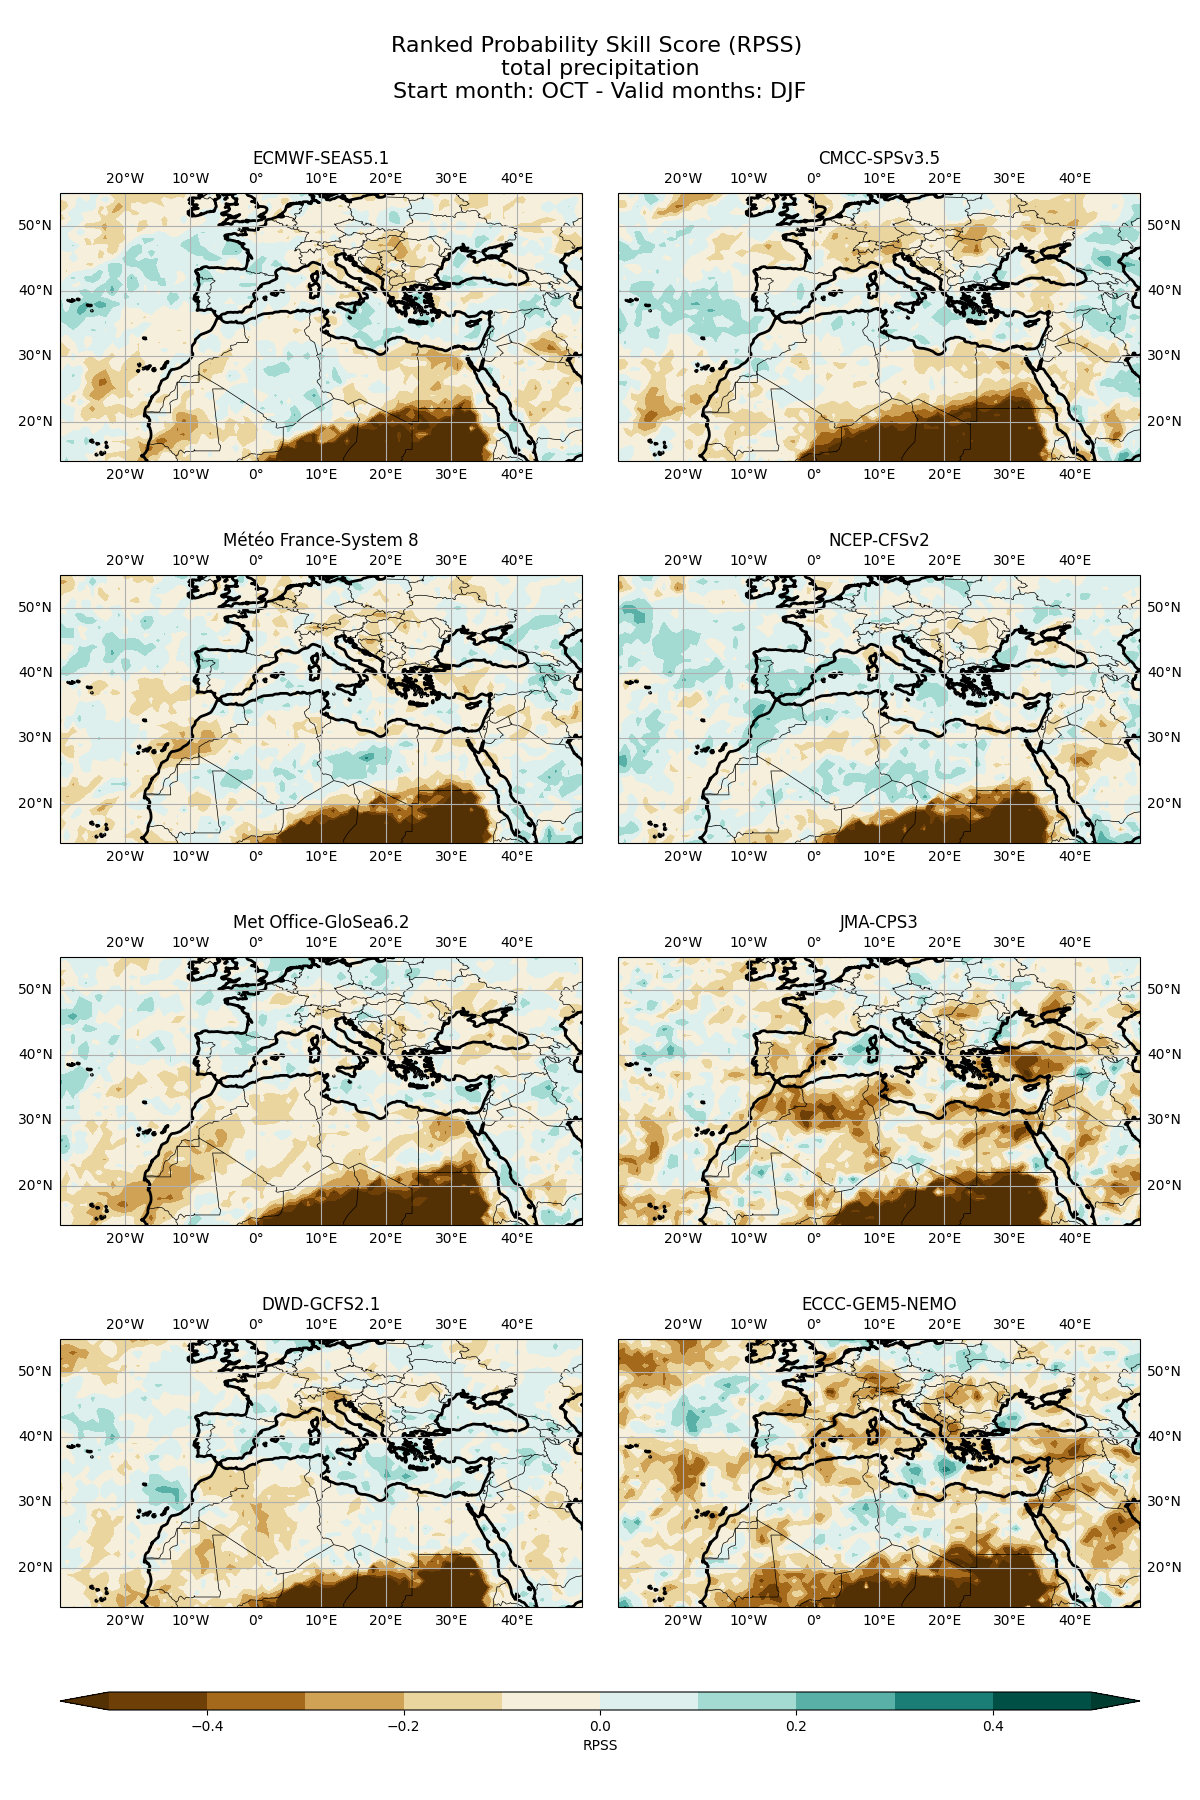 Ranked Probability Skill Score (RPSS)
total precipitation
Start month: OCT - Valid months: DJF
ECMWF-SEAS5.1
20°W 10°W 0° 10°E 20°E 30°E 40°E
50°N
40°N
30°N
20°N
20°W 10°W 0° 10°E 20°E 30°E 40°E
CMCC-SPSv3.5
20°W 10°W 0° 10°E 20°E 30°E 40°E
50°N
40°N
30°N
20°N
20°W 10°W 0° 10°E 20°E 30°E 40°E
Météo France-System 8
20°W 10°W 0° 10°E 20°E 30°E 40°E
50°N
40°N
30°N
20°N
20°W 10°W 0° 10°E 20°E 30°E 40°E
NCEP-CFSv2
20°W 10°W 0° 10°E 20°E 30°E 40°E
50°N
40°N
30°N
20°N
20°W 10°W 0° 10°E 20°E 30°E 40°E
Met Office-GloSea6.2
20°W 10°W 0° 10°E 20°E 30°E 40°E
50°N
40°N
30°N
20°N
20°W 10°W 0° 10°E 20°E 30°E 40°E
JMA-CPS3
20°W 10°W 0° 10°E 20°E 30°E 40°E
50°N
40°N
30°N
20°N
20°W 10°W 0° 10°E 20°E 30°E 40°E
DWD-GCFS2.1
20°W 10°W 0° 10°E 20°E 30°E 40°E
50°N
40°N
30°N
20°N
20°W 10°W 0° 10°E 20°E 30°E 40°E
ECCC-GEM5-NEMO
20°W 10°W 0° 10°E 20°E 30°E 40°E
50°N
40°N
30°N
20°N
20°W 10°W 0° 10°E 20°E 30°E 40°E
−0.4 −0.2 0.0 0.2 0.4
RPSS